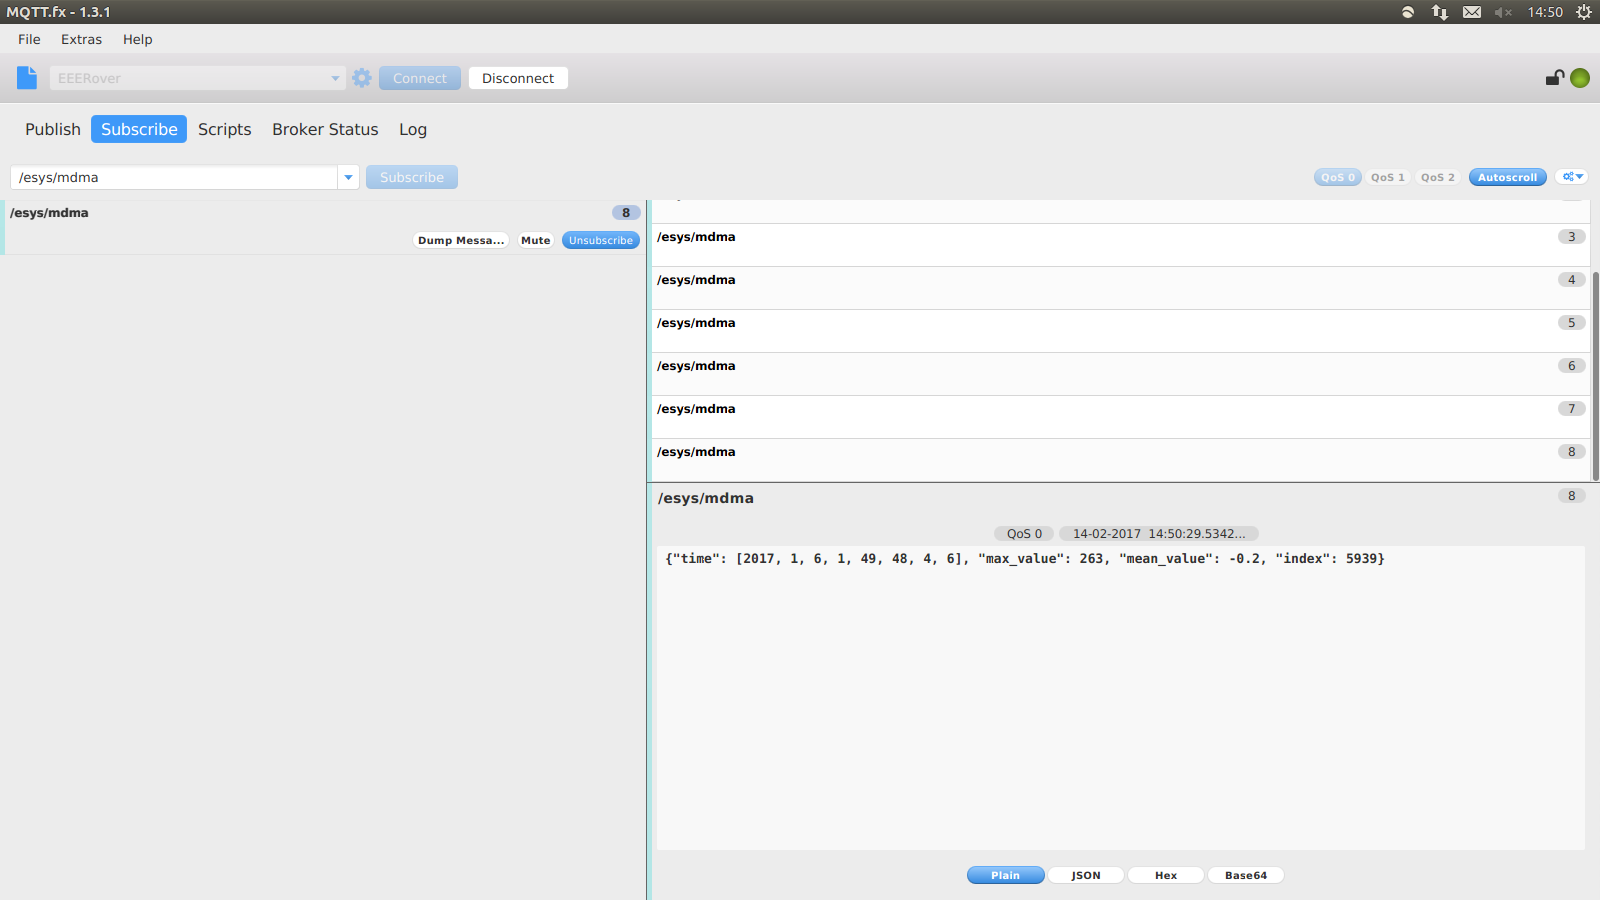 MQTT.fx - 1.3.1
14:50
File Extras Help
EEERover Connect Disconnect
Publish Subscribe Scripts Broker Status Log
/esys/mdma Subscribe QoS 0 QoS 1 QoS 2 Autoscroll
/esys/mdma 8
Dump Messa... Mute Unsubscribe
/esys/mdma 3
/esys/mdma 4
/esys/mdma 5
/esys/mdma 6
/esys/mdma 7
/esys/mdma 8
/esys/mdma 8
QoS 0 14-02-2017 14:50:29.5342...
{"time": [2017, 1, 6, 1, 49, 48, 4, 6], "max_value": 263, "mean_value": -0.2, "index": 5939}
Plain JSON Hex Base64